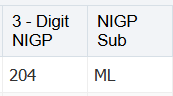 3 - Digit NIGP
NIGP Sub
204 ML